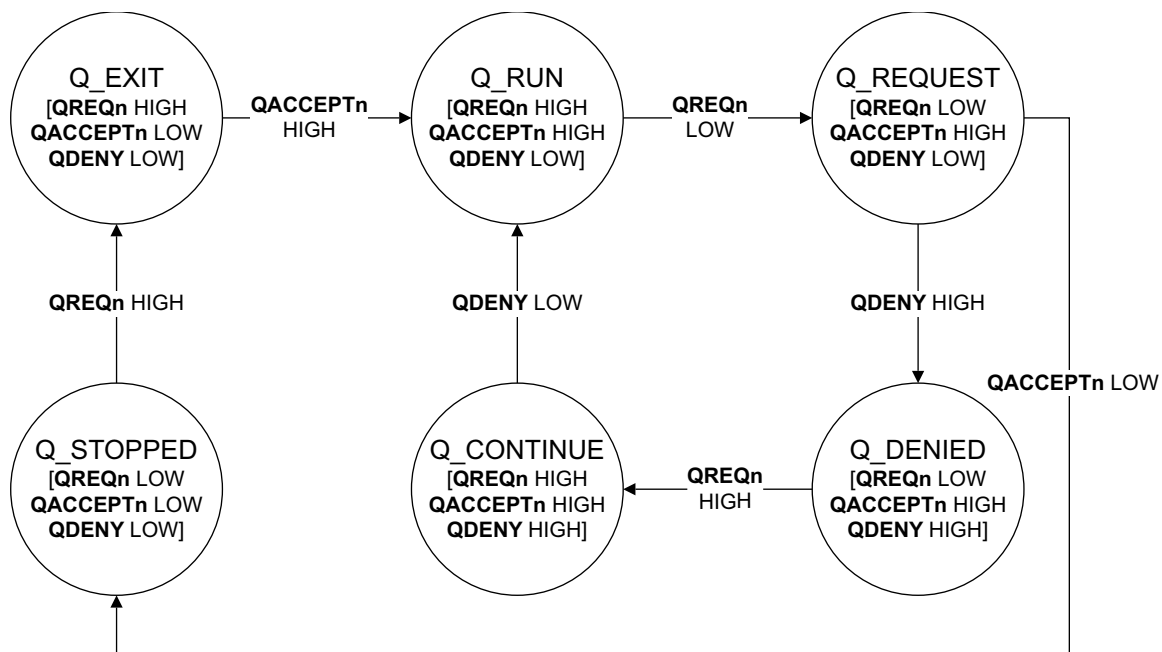 Q_EXIT
[QREQn HIGH
QACCEPTn LOW
QDENY LOW]
QACCEPTn
HIGH
Q_RUN
[QREQn HIGH
QACCEPTn HIGH
QDENY LOW]
QREQn
LOW
Q_REQUEST
[QREQn LOW
QACCEPTn HIGH
QDENY LOW]
QREQn HIGH
QDENY LOW
QDENY HIGH
QACCEPTn LOW
Q_STOPPED
[QREQn LOW
QACCEPTn LOW
QDENY LOW]
Q_CONTINUE
[QREQn HIGH
QACCEPTn HIGH
QDENY HIGH]
QREQn
HIGH
Q_DENIED
[QREQn LOW
QACCEPTn HIGH
QDENY HIGH]